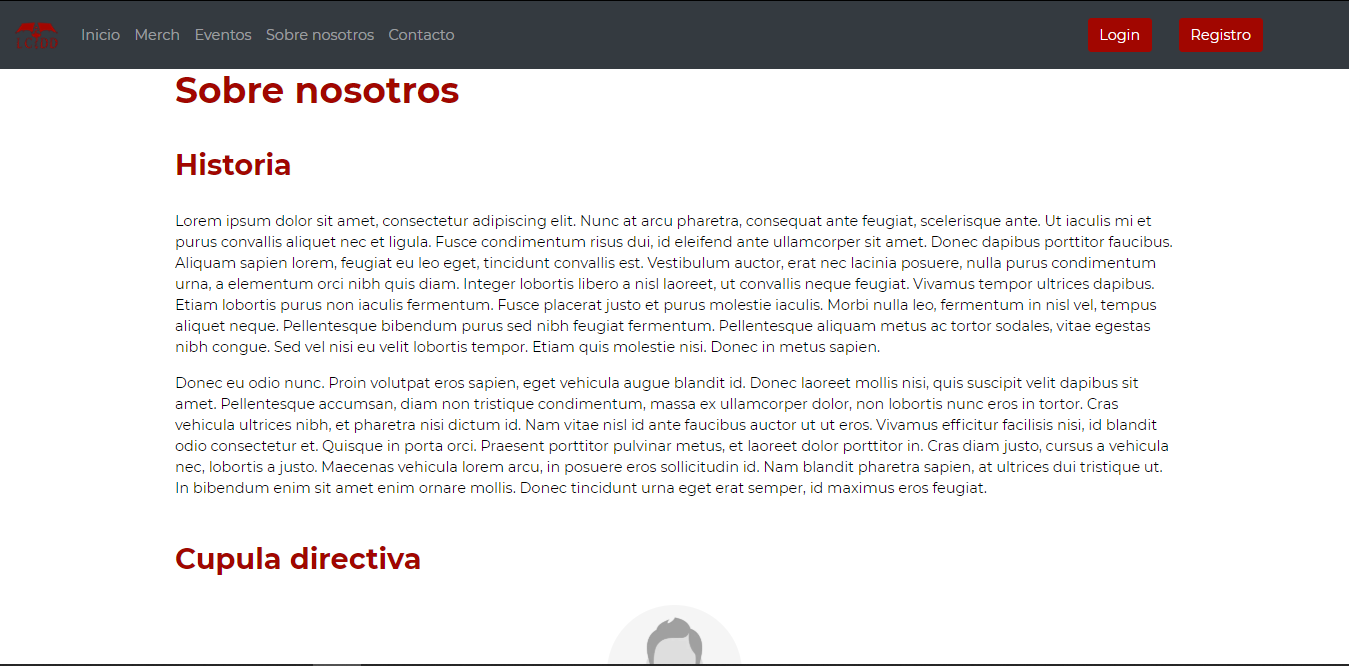 Inicio Merch Eventos Sobre nosotros Contacto Login Registro
Sobre nosotros
Historia
Lorem ipsum dolor sit amet, consectetur adipiscing elit. Nunc at arcu pharetra, consequat ante feugiat, scelerisque ante. Ut iaculis mi et
purus convallis aliquet nec et ligula. Fusce condimentum risus dui, id eleifend ante ullamcorper sit amet. Donec dapibus porttitor faucibus.
Aliquam sapien lorem, feugiat eu leo eget, tincidunt convallis est. Vestibulum auctor, erat nec lacinia posuere, nulla purus condimentum
urna, a elementum orci nibh quis diam. Integer lobortis libero a nisl laoreet, ut convallis neque feugiat. Vivamus tempor ultrices dapibus.
Etiam lobortis purus non iaculis fermentum. Fusce placerat justo et purus molestie iaculis. Morbi nulla leo, fermentum in nisl vel, tempus
aliquet neque. Pellentesque bibendum purus sed nibh feugiat fermentum. Pellentesque aliquam metus ac tortor sodales, vitae egestas
nibh congue. Sed vel nisi eu velit lobortis tempor. Etiam quis molestie nisi. Donec in metus sapien.
Donec eu odio nunc. Proin volutpat eros sapien, eget vehicula augue blandit id. Donec laoreet mollis nisi, quis suscipit velit dapibus sit
amet. Pellentesque accumsan, diam non tristique condimentum, massa ex ullamcorper dolor, non lobortis nunc eros in tortor. Cras
vehicula ultrices nibh, et pharetra nisi dictum id. Nam vitae nisl id ante faucibus auctor ut ut eros. Vivamus efficitur facilisis nisi, id blandit
odio consectetur et. Quisque in porta orci. Praesent porttitor pulvinar metus, et laoreet dolor porttitor in. Cras diam justo, cursus a vehicula
nec, lobortis a justo. Maecenas vehicula lorem arcu, in posuere eros sollicitudin id. Nam blandit pharetra sapien, at ultrices dui tristique ut.
In bibendum enim sit amet enim ornare mollis. Donec tincidunt urna eget erat semper, id maximus eros feugiat.
Cupula directiva